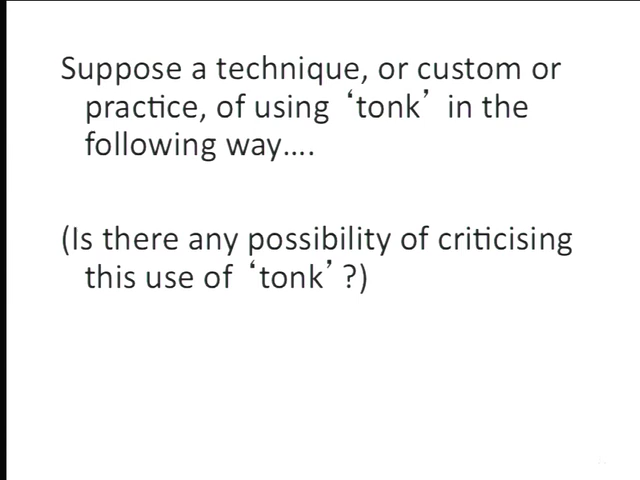 Suppose a technique, or custom or
practice, of using ‘tonk’ in the
following way....
(Is there any possibility of criticising
this use of ‘tonk’?)